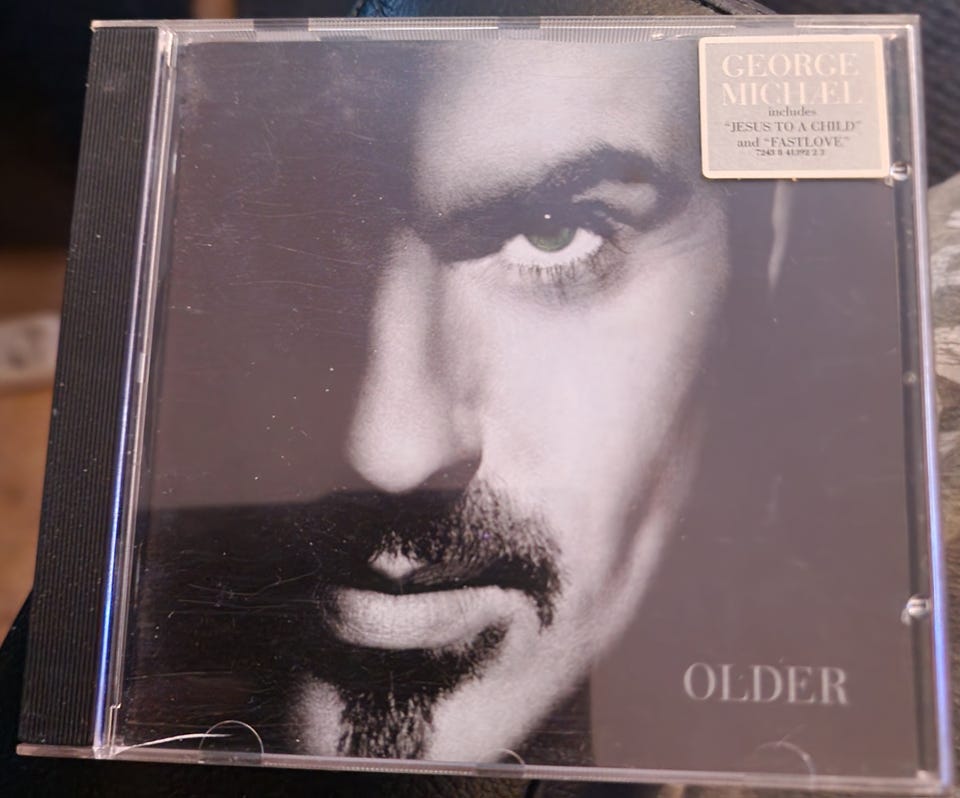 GEORGE
MICHÆL
includes
"JESUS TO A CHILD"
and "FASTLOVE"
7243 8 41392 2 3
OLDER